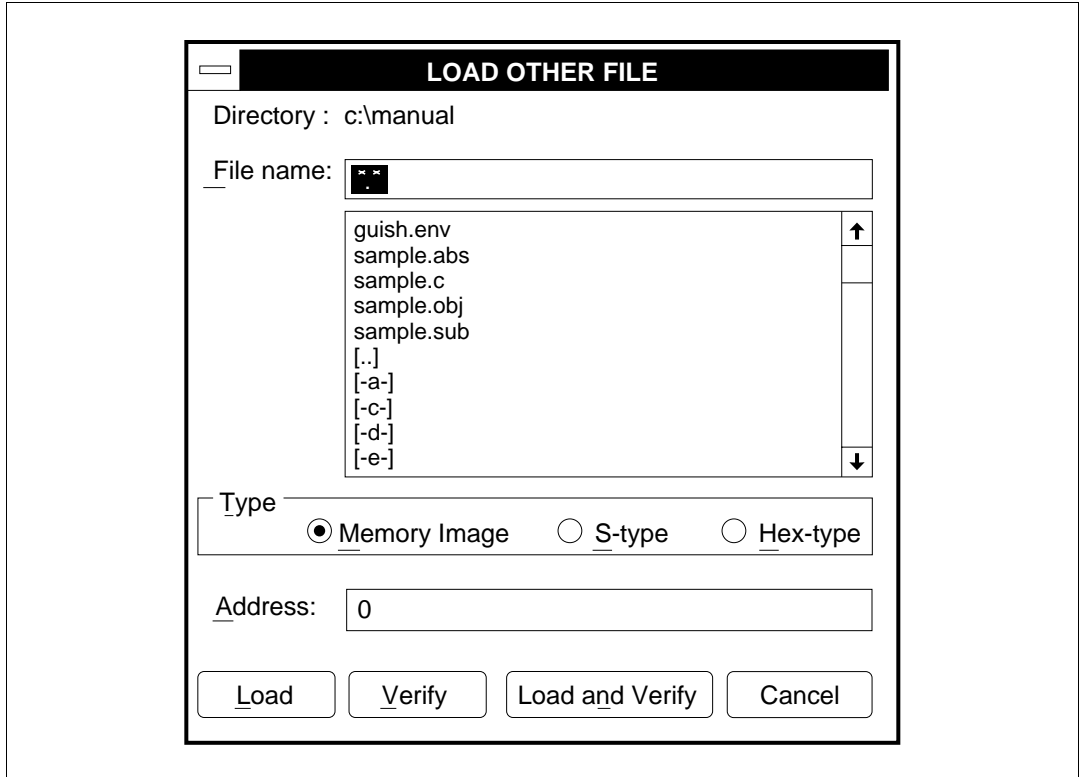 LOAD OTHER FILE
Directory : c:\manual
File name: *.*
guish.env
sample.abs
sample.c
sample.obj
sample.sub
[..]
[-a-]
[-c-]
[-d-]
[-e-]
Type
Memory Image S-type Hex-type
Address: 0
Load Verify Load and Verify Cancel